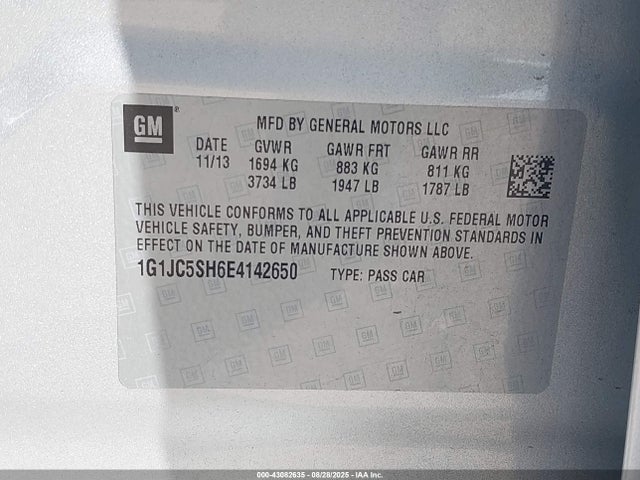 GM ®
MFD BY GENERAL MOTORS LLC
DATE GVWR GAWR FRT GAWR RR
11/13 1694 KG 883 KG 811 KG
3734 LB 1947 LB 1787 LB
THIS VEHICLE CONFORMS TO ALL APPLICABLE U.S. FEDERAL MOTOR
VEHICLE SAFETY, BUMPER, AND THEFT PREVENTION STANDARDS IN
EFFECT ON THE DATE OF MANUFACTURE SHOWN ABOVE.
1G1JC5SH6E4142650 TYPE: PASS CAR
000-43082635 - 08/28/2025 - IAAI, Inc.